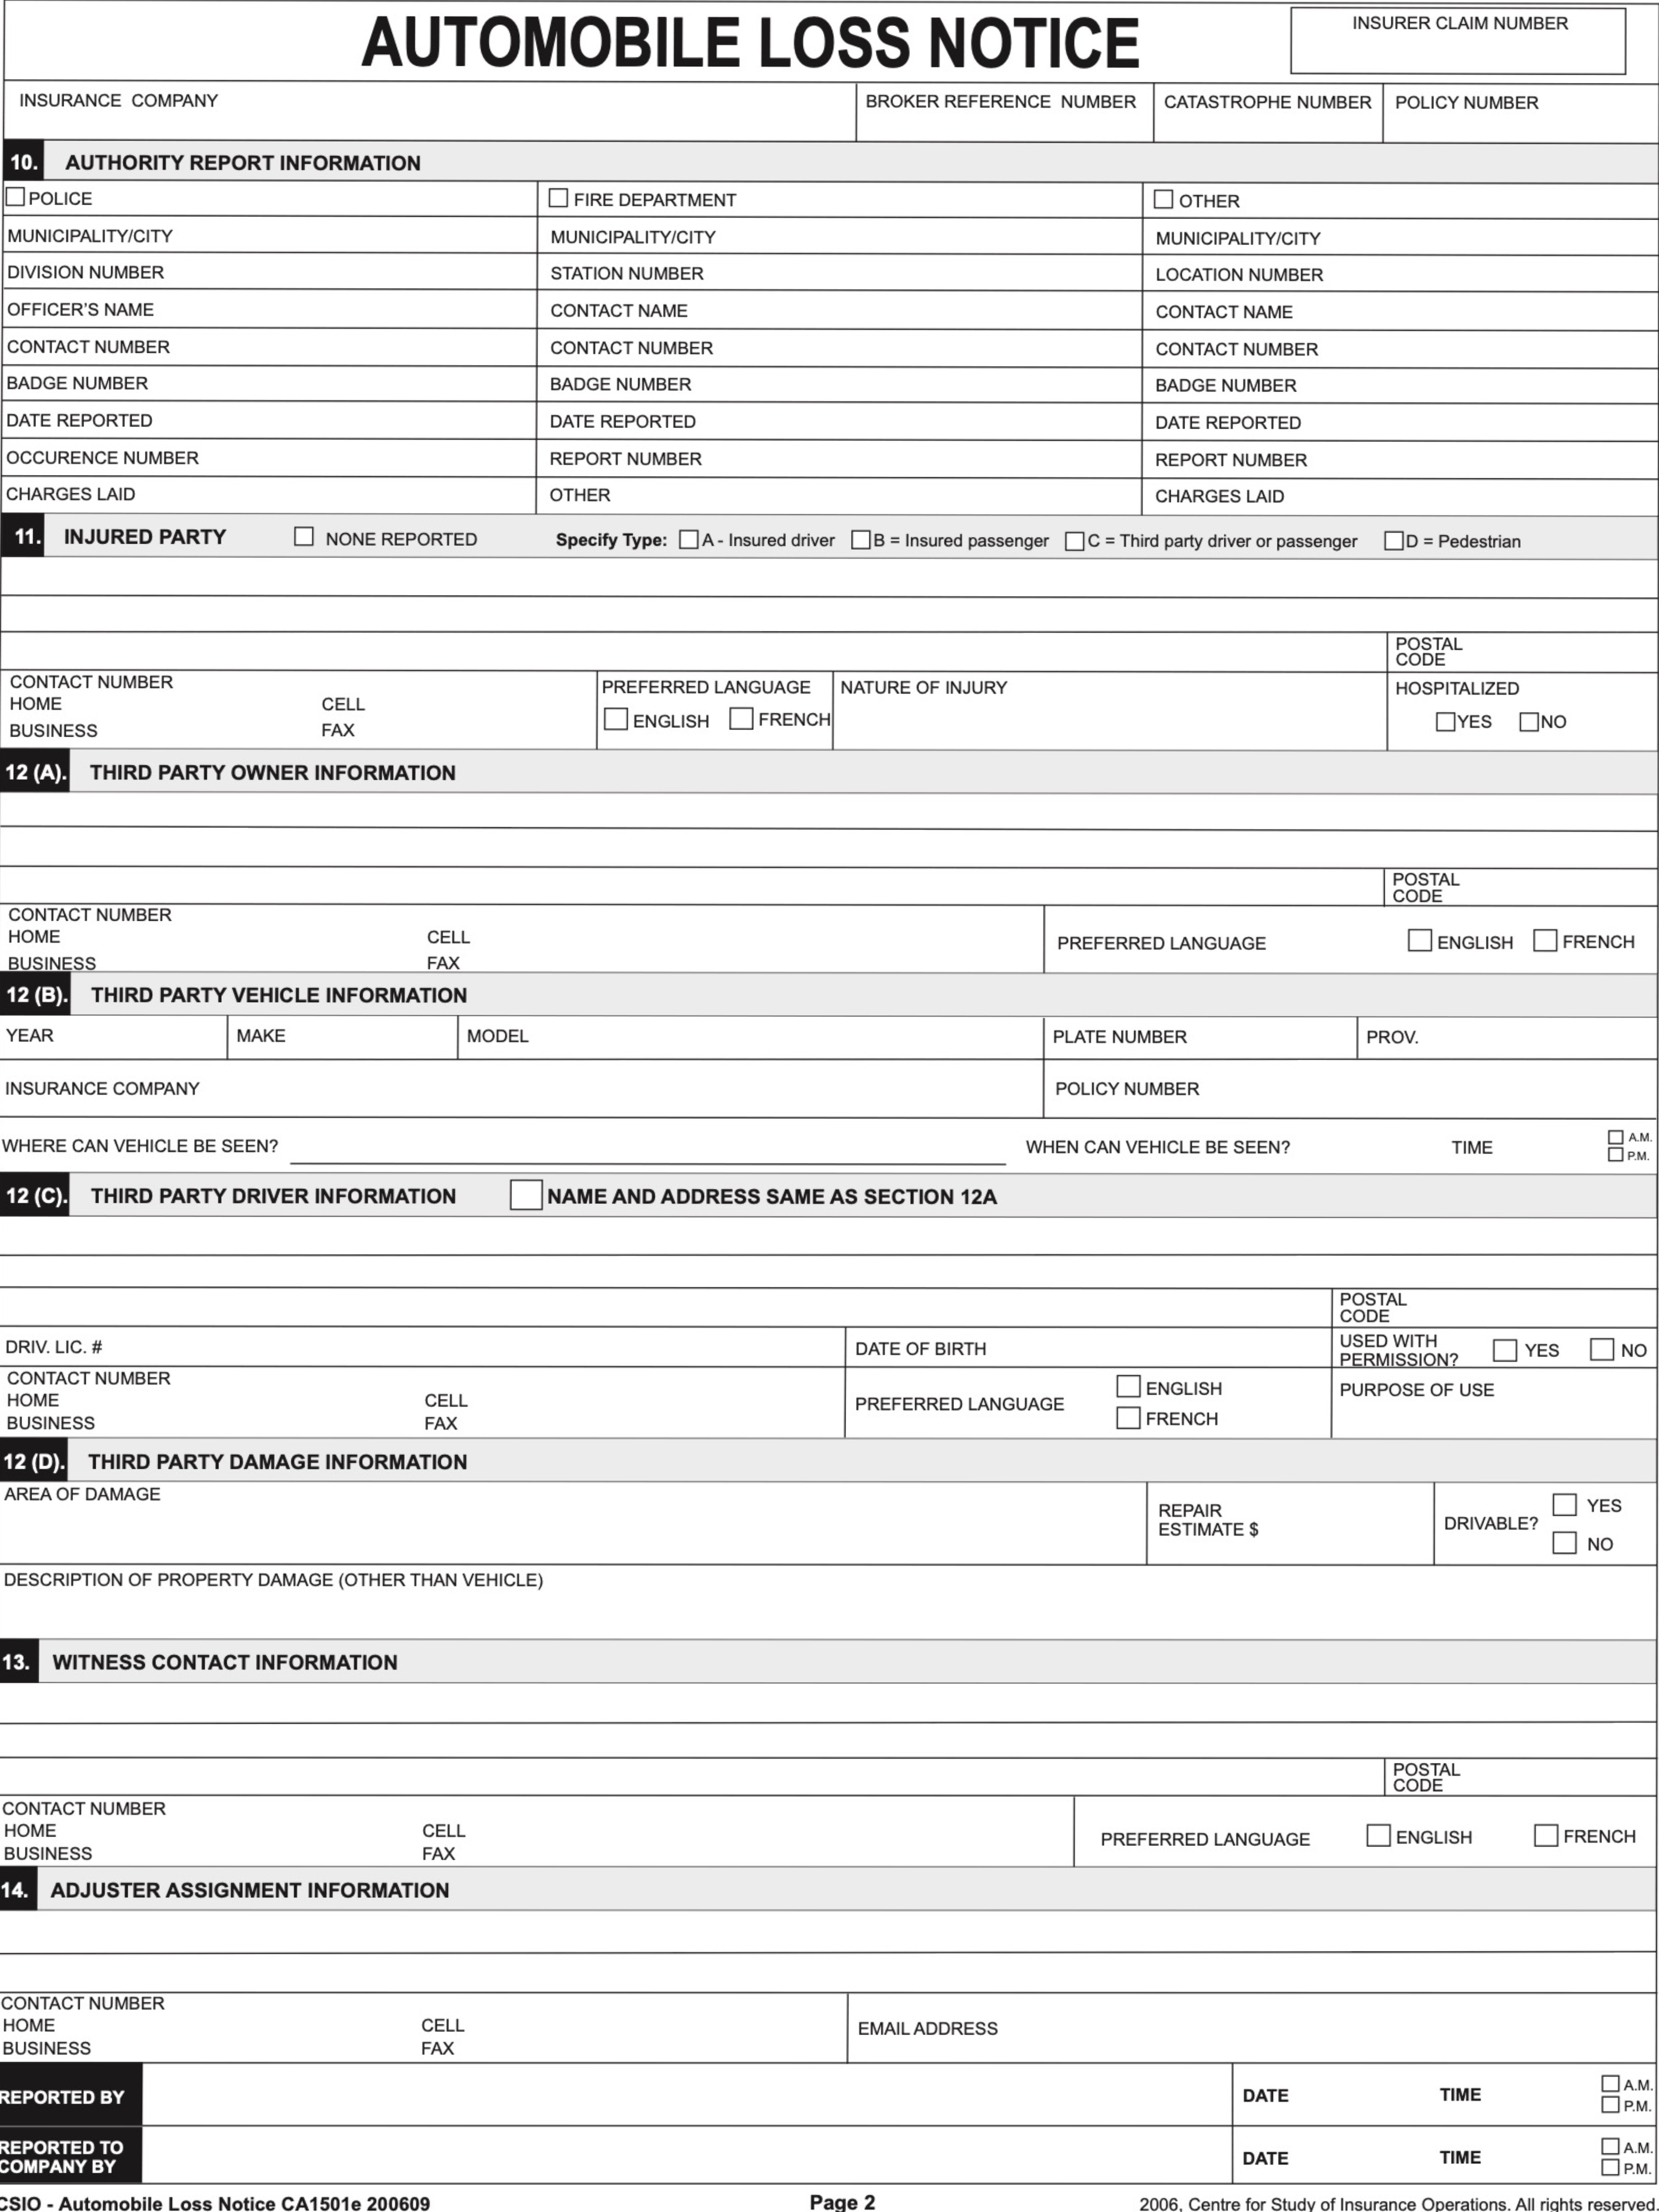 AUTOMOBILE LOSS NOTICE
INSURER CLAIM NUMBER
INSURANCE COMPANY BROKER REFERENCE NUMBER CATASTROPHE NUMBER POLICY NUMBER
10. AUTHORITY REPORT INFORMATION
POLICE FIRE DEPARTMENT OTHER
MUNICIPALITY/CITY MUNICIPALITY/CITY MUNICIPALITY/CITY
DIVISION NUMBER STATION NUMBER LOCATION NUMBER
OFFICER'S NAME CONTACT NAME CONTACT NAME
CONTACT NUMBER CONTACT NUMBER CONTACT NUMBER
BADGE NUMBER BADGE NUMBER BADGE NUMBER
DATE REPORTED DATE REPORTED DATE REPORTED
OCCURENCE NUMBER REPORT NUMBER REPORT NUMBER
CHARGES LAID OTHER CHARGES LAID
11. INJURED PARTY NONE REPORTED Specify Type: A - Insured driver B = Insured passenger C = Third party driver or passenger D = Pedestrian
POSTAL
CODE
CONTACT NUMBER PREFERRED LANGUAGE NATURE OF INJURY HOSPITALIZED
HOME CELL
ENGLISH FRENCH YES NO
BUSINESS FAX
12 (A). THIRD PARTY OWNER INFORMATION
POSTAL
CODE
CONTACT NUMBER
HOME CELL PREFERRED LANGUAGE ENGLISH FRENCH
BUSINESS FAX
12 (B). THIRD PARTY VEHICLE INFORMATION
YEAR MAKE MODEL PLATE NUMBER PROV.
INSURANCE COMPANY POLICY NUMBER
WHERE CAN VEHICLE BE SEEN? WHEN CAN VEHICLE BE SEEN? TIME A.M.
P.M.
12 (C). THIRD PARTY DRIVER INFORMATION NAME AND ADDRESS SAME AS SECTION 12A
POSTAL
CODE
DRIV. LIC. # DATE OF BIRTH USED WITH
PERMISSION? YES NO
CONTACT NUMBER
HOME CELL PREFERRED LANGUAGE ENGLISH PURPOSE OF USE
BUSINESS FAX FRENCH
12 (D). THIRD PARTY DAMAGE INFORMATION
AREA OF DAMAGE
REPAIR
ESTIMATE $ DRIVABLE? YES
NO
DESCRIPTION OF PROPERTY DAMAGE (OTHER THAN VEHICLE)
13. WITNESS CONTACT INFORMATION
POSTAL
CODE
CONTACT NUMBER
HOME CELL PREFERRED LANGUAGE ENGLISH FRENCH
BUSINESS FAX
14. ADJUSTER ASSIGNMENT INFORMATION
CONTACT NUMBER
HOME CELL EMAIL ADDRESS
BUSINESS FAX
REPORTED BY DATE TIME A.M.
P.M.
REPORTED TO
COMPANY BY DATE TIME A.M.
P.M.
CSIO - Automobile Loss Notice CA1501e 200609 Page 2 2006, Centre for Study of Insurance Operations. All rights reserved.